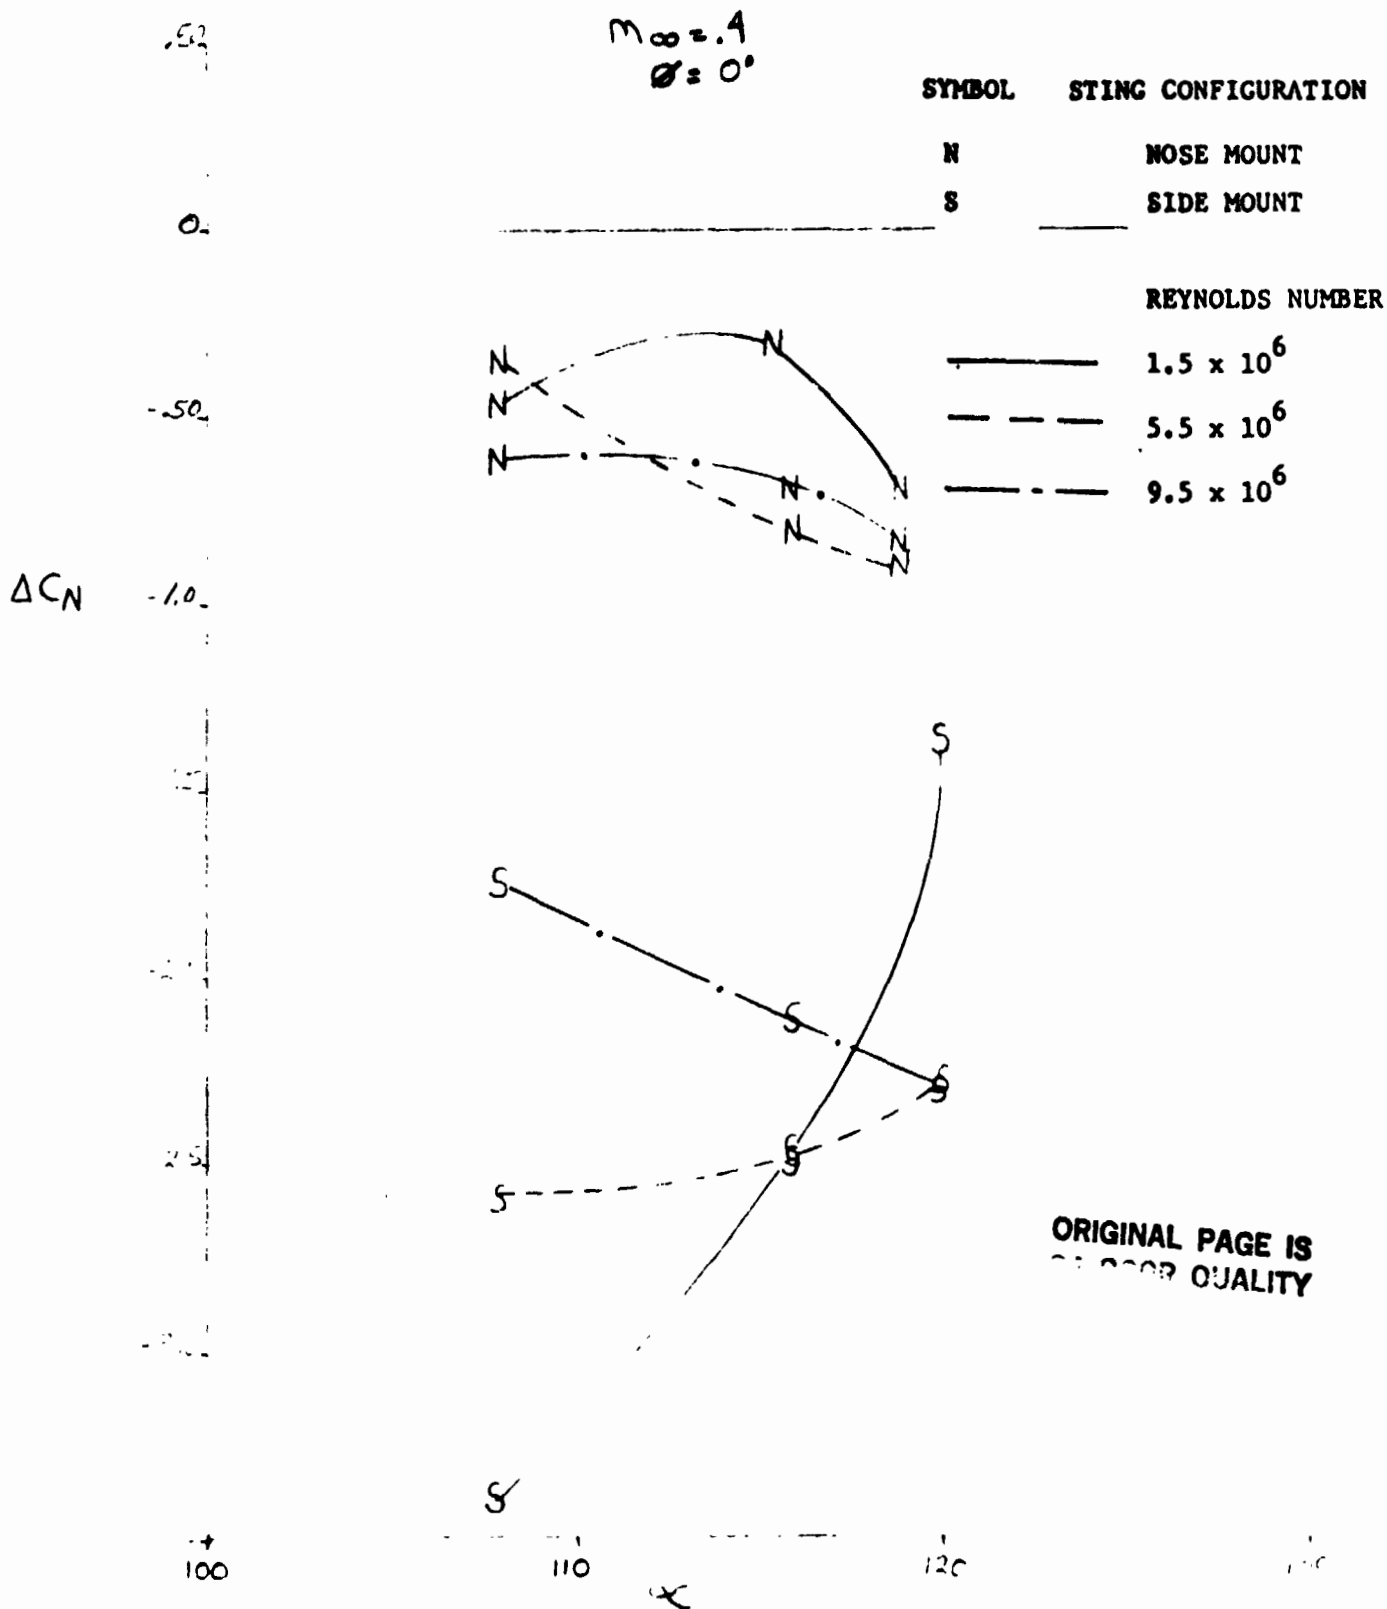 M∞ = .4
ø = 0°
SYMBOL STING CONFIGURATION
N NOSE MOUNT
S SIDE MOUNT
REYNOLDS NUMBER
1.5 x 10⁶
5.5 x 10⁶
9.5 x 10⁶
.50
0
-.50
-1.0
ΔCN
N
N
N
N
N
N
N
N
N
S
S
S
S
S
S
S
S
S
ORIGINAL PAGE IS
QUALITY
100 110 120
α